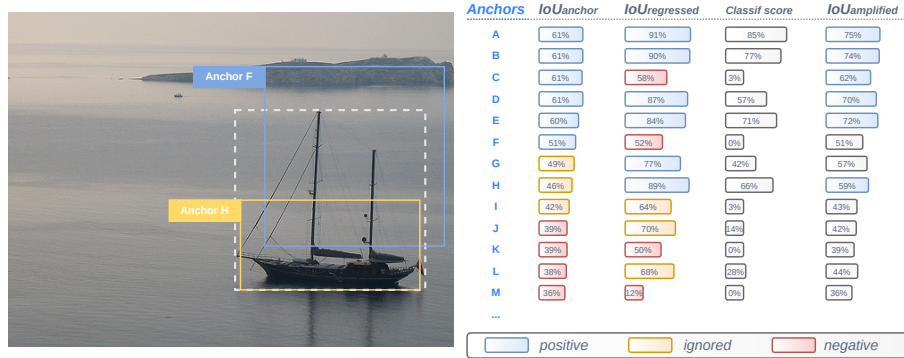 Anchor F
Anchor H
Anchors IoUanchor IoUregressed Classif score IoUamplified
A 61% 91% 85% 75%
B 61% 90% 77% 74%
C 61% 58% 3% 62%
D 61% 87% 57% 70%
E 60% 84% 71% 72%
F 51% 52% 0% 51%
G 49% 77% 42% 57%
H 46% 89% 66% 59%
I 42% 64% 3% 43%
J 39% 70% 14% 42%
K 39% 50% 0% 39%
L 38% 68% 28% 44%
M 36% 12% 0% 36%
...
positive ignored negative